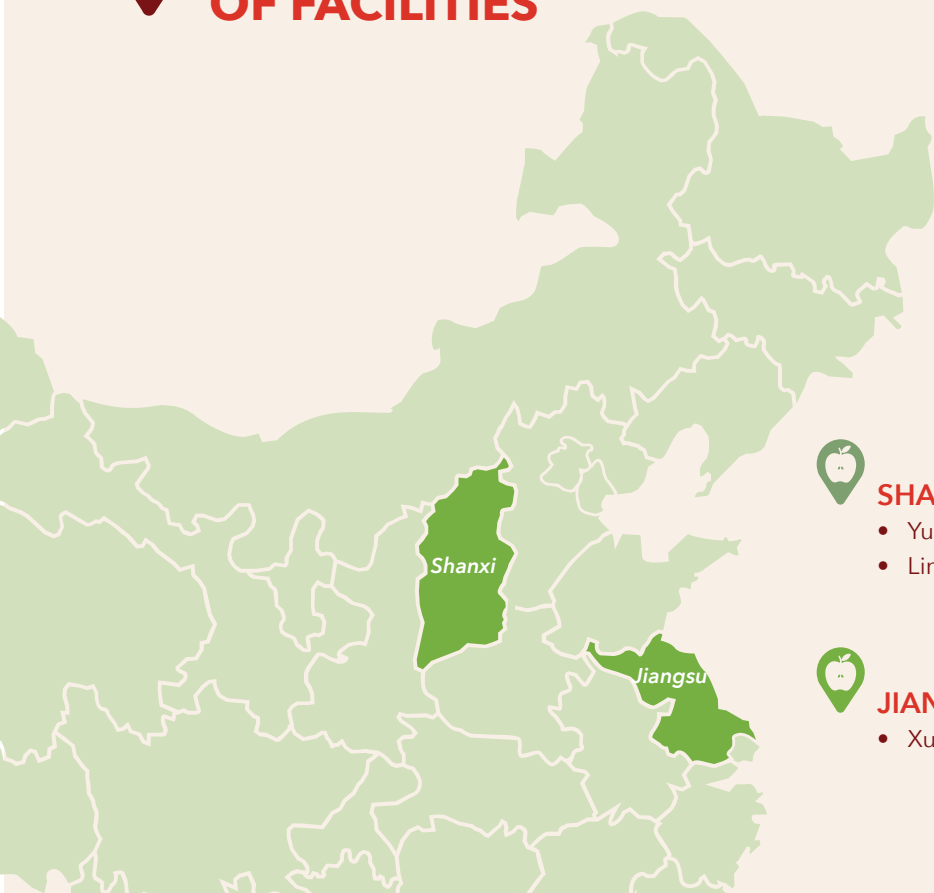 OF FACILITIES
Shanxi
SHA
• Yu
• Lin
Jiangsu
JIAN
• Xu